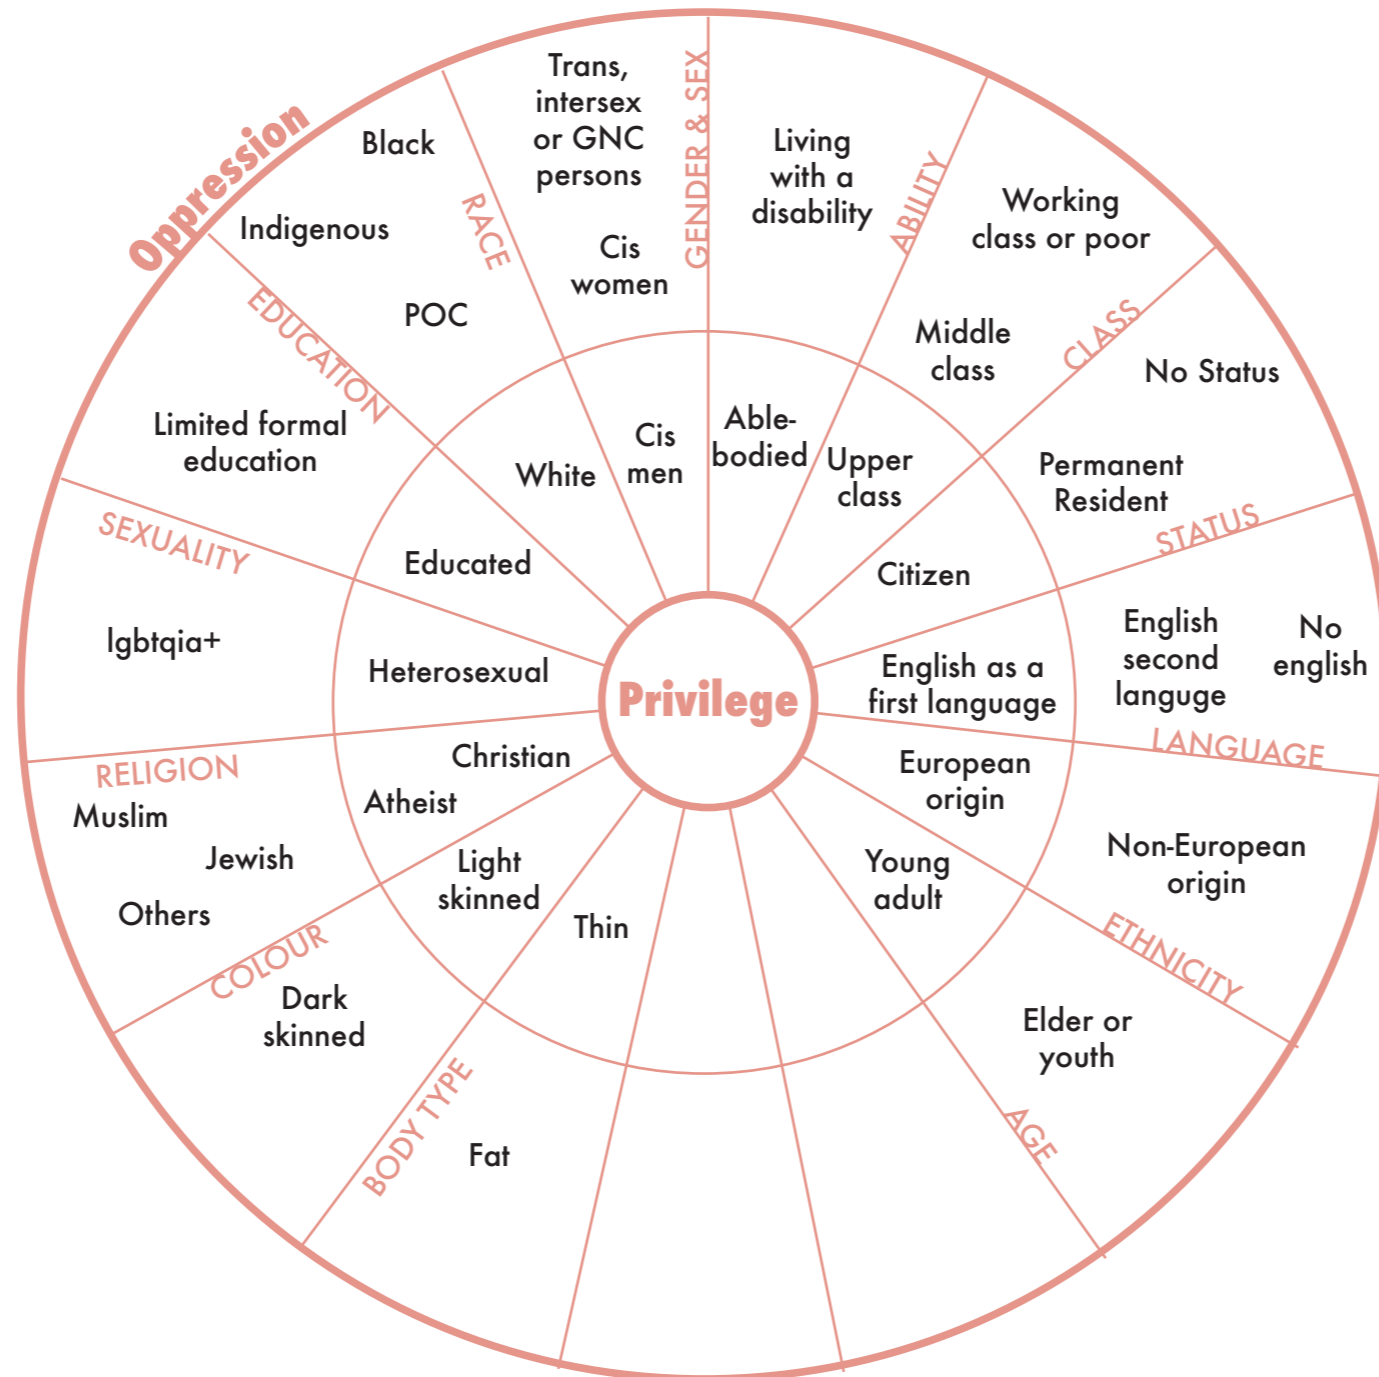 Oppression
Privilege
GENDER & SEX
Trans,
intersex
or GNC
persons
Cis
women
Cis
men
ABILITY
Living
with a
disability
Able-
bodied
CLASS
Working
class or poor
Middle
class
Upper
class
STATUS
No Status
Permanent
Resident
Citizen
LANGUAGE
No
english
English
second
languge
English as a
first language
ETHNICITY
Non-European
origin
European
origin
AGE
Elder or
youth
Young
adult
BODY TYPE
Fat
Thin
COLOUR
Dark
skinned
Light
skinned
RELIGION
Muslim
Jewish
Others
Christian
Atheist
SEXUALITY
lgbtqia+
Heterosexual
EDUCATION
Limited formal
education
Educated
RACE
Black
Indigenous
POC
White